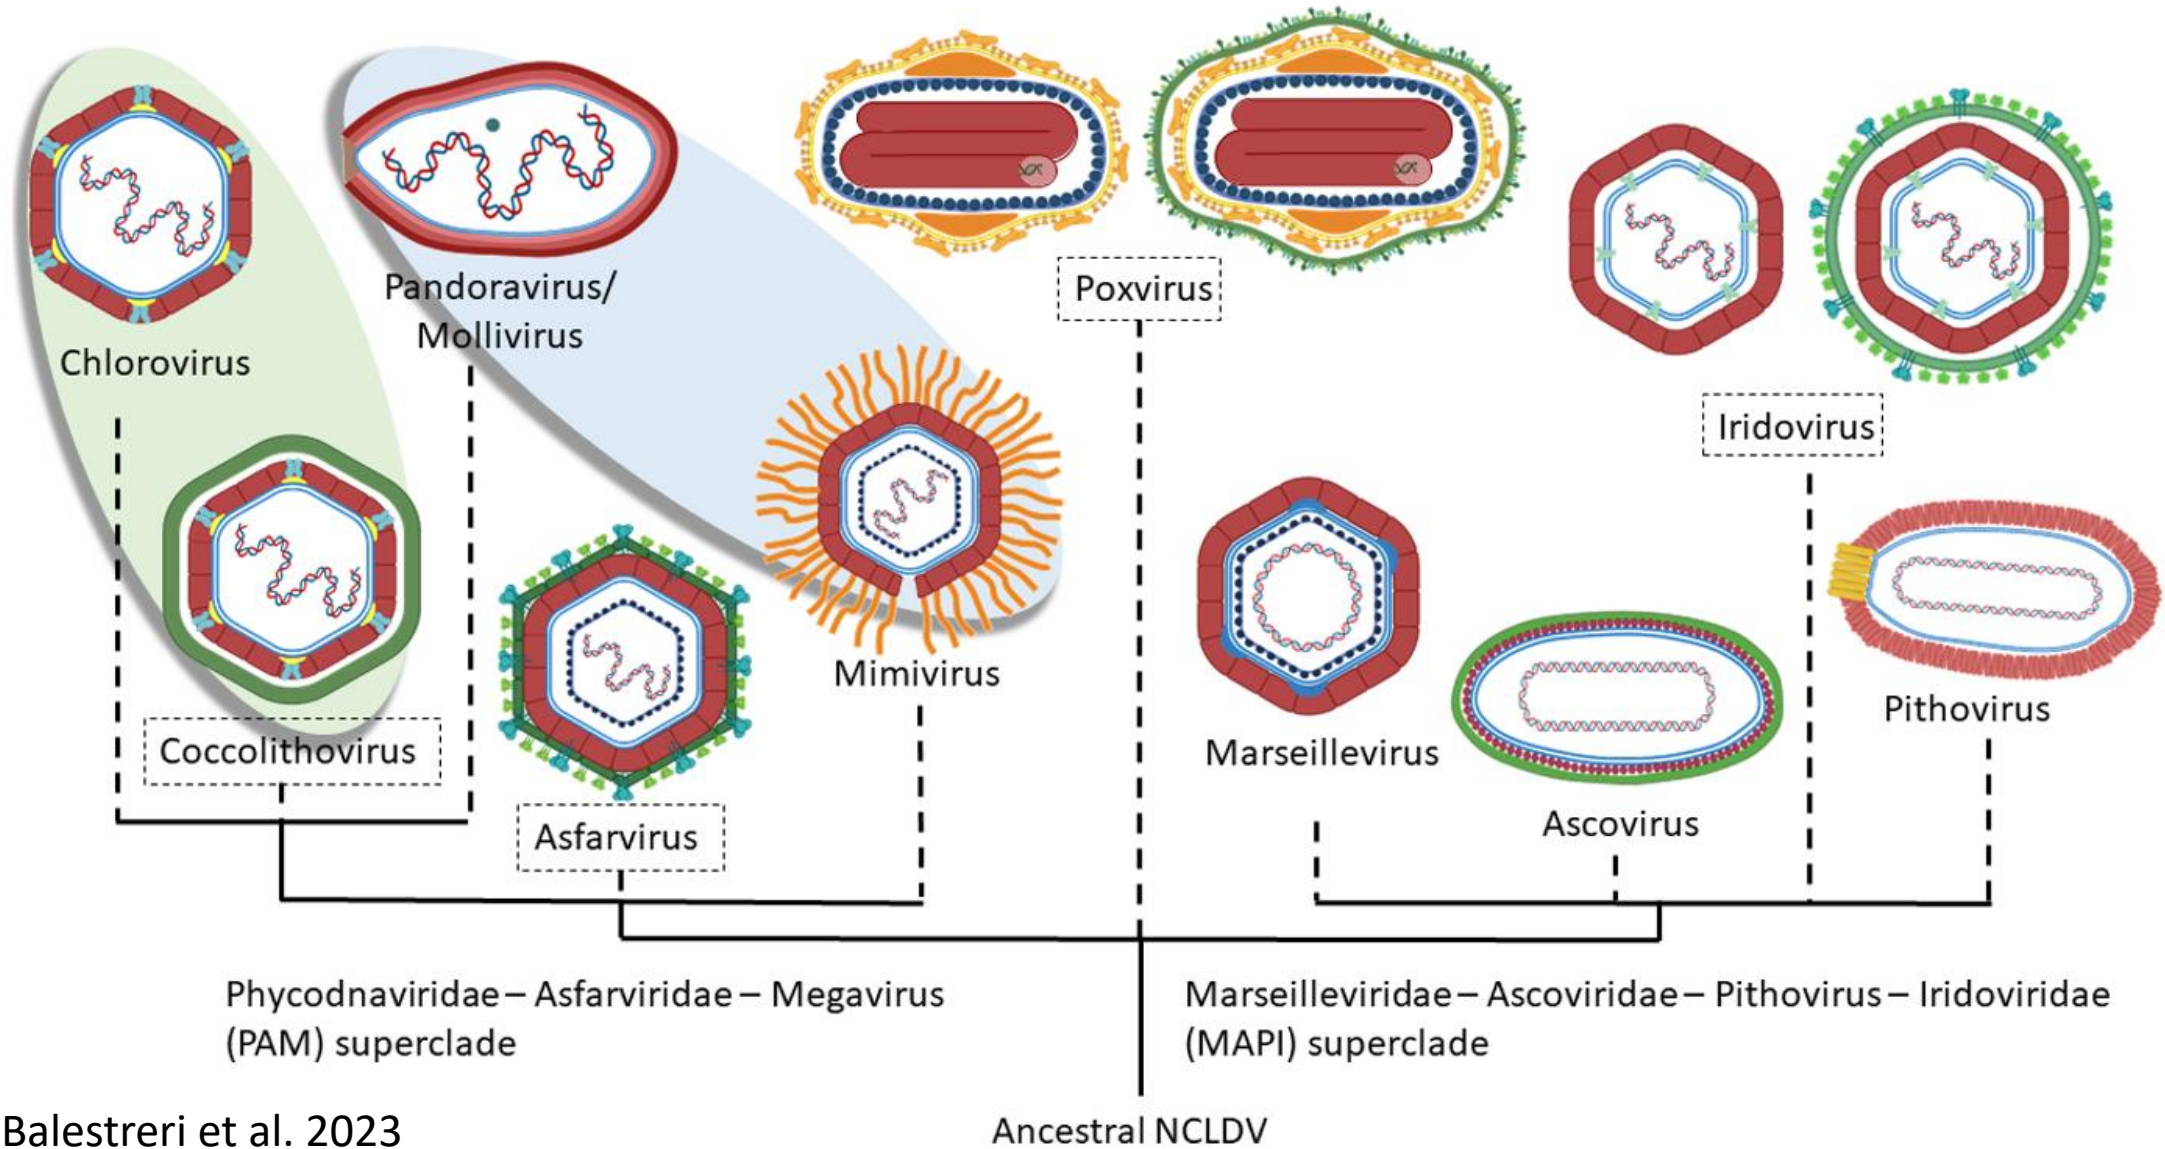 Pandoravirus/
Mollivirus
Poxvirus
Chlorovirus
Iridovirus
Mimivirus
Pithovirus
Coccolithovirus
Marseillevirus
Asfarvirus
Ascovirus
Phycodnaviridae – Asfarviridae – Megavirus
(PAM) superclade
Marseilleviridae – Ascoviridae – Pithovirus – Iridoviridae
(MAPI) superclade
Balestreri et al. 2023
Ancestral NCLDV